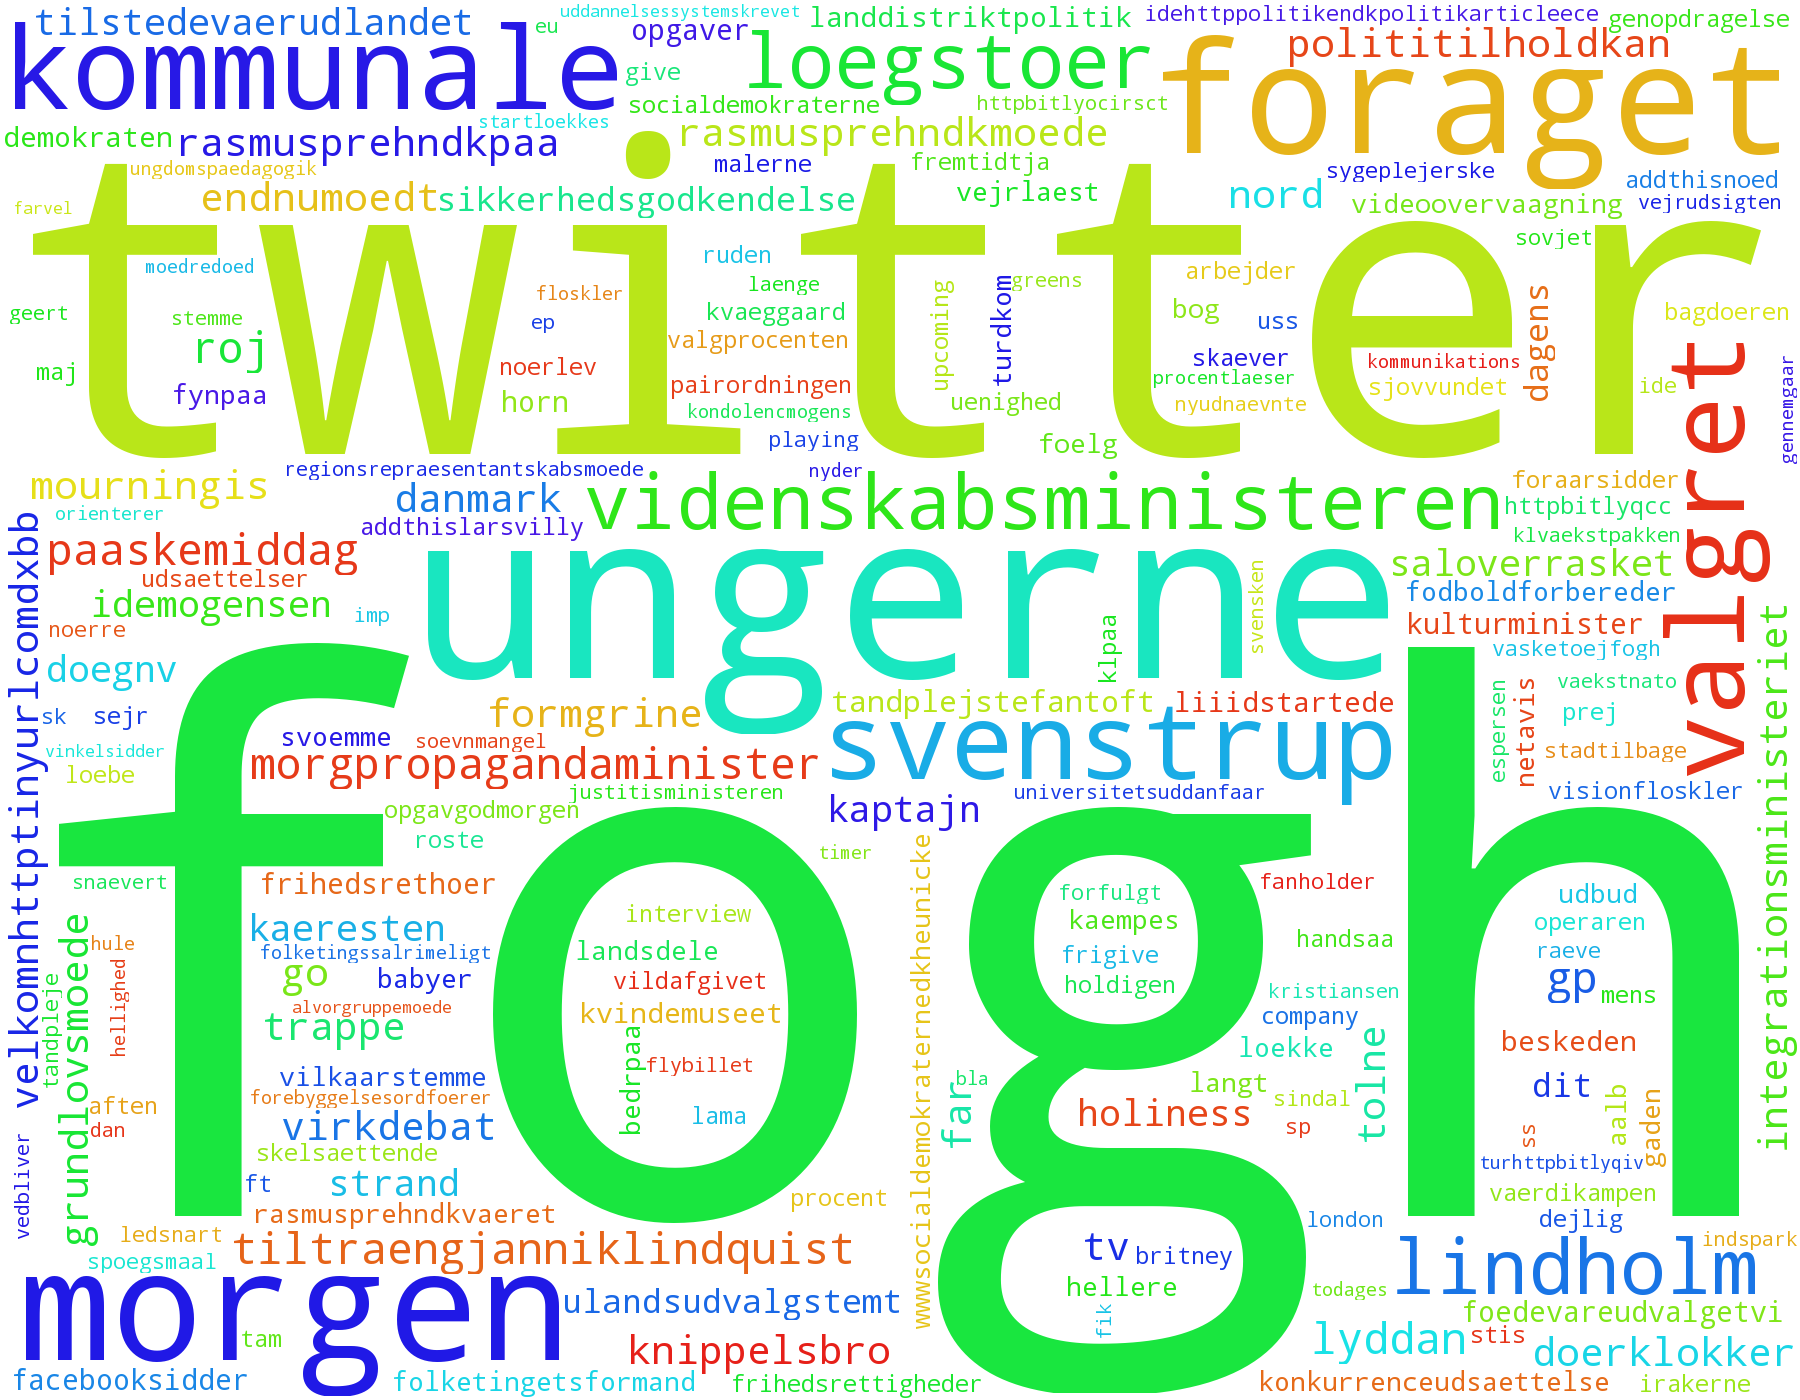 tilstedevaerudlandet
eu
uddannelsessystemskrevet
opgaver
landdistriktpolitik
idehttppolitikendkpolitikarticleece
genopdragelse
kommunale
give
loegstoer
foraget
polititilholdkan
socialdemokraterne
httpbitlyocirsct
demokraten
rasmusprehndkpaa
startloekkes
rasmusprehndkmoede
ungdomspaedagogik
malerne
fremtidtja
sygeplejerske
addthisnoed
farvel
endnumoedt
sikkerhedsgodkendelse
vejrlaest
nord
videoovervaagning
vejrudsigten
twitter
sovjet
moedredoed
ruden
arbejder
floskler
laenge
greens
geert
stemme
ep
kvaeggaard
upcoming
turdkom
bog
uss
dagens
bagdoeren
roj
valgprocenten
maj
noerlev
skaever
kommunikations
fynpaa
horn
pairordningen
procentlaeser
sjovvundet
ide
kondolencmogens
uenighed
nyudnaevnte
valgret
gennemgaar
playing
foelg
regionsrepraesentantskabsmoede
nyder
mourningis
danmark
videnskabsministeren
foraarsidder
orienterer
addthislarsvilly
httpbitlyqcc
klvaekstpakken
paaskemiddag
ungerne
saloverrasket
udsaettelser
svensken
fodboldforbereder
idemogensen
imp
kulturminister
noerre
klpaa
vasketoejfogh
velkomnhttptinyurlcomdxbb
doegnv
integrationsministeriet
fogh
tandplejstefantoft
liiidstartede
vaekstnato
sk
sejr
formgrine
svenstrup
espersen
netavis
prej
svoemme
soevnmangel
vinkelsidder
stadtilbage
loebe
morgpropagandaminister
justitisministeren
universitetsuddanfaar
visionfloskler
opgavgodmorgen
kaptajn
roste
timer
wwwsocialdemokraternedkheunicke
snaevert
frihedsrethoer
forfulgt
fanholder
udbud
interview
kaempes
operaren
grundlovsmoede
kaeresten
hule
landsdele
frigive
handsaa
raeve
folketingssalrimeligt
tandpleje
hellighed
go
babyer
vildafgivet
holdigen
kristiansen
gp
mens
alvorgruppemoede
kvindemuseet
company
trappe
bedrpaa
loekke
tolne
beskeden
flybillet
vilkaarstemme
bla
langt
dit
forebyggelsesordfoerer
far
sindal
aalb
gaden
aften
lama
holiness
dan
virkdebat
sp
ss
vedbliver
skelsaettende
turhttpbitlyqiv
ft
strand
procent
vaerdikampen
rasmusprehndkvaeret
london
dejlig
ledsnart
tiltraengjanniklindquist
tv
britney
lindholm
indspark
spoegsmaal
morgen
hellere
todages
ulandsudvalgstemt
fik
foedevareudvalgetvi
tam
knippelsbro
lyddan
stis
doerklokker
facebooksidder
folketingetsformand
frihedsrettigheder
konkurrenceudsaettelse
irakerne